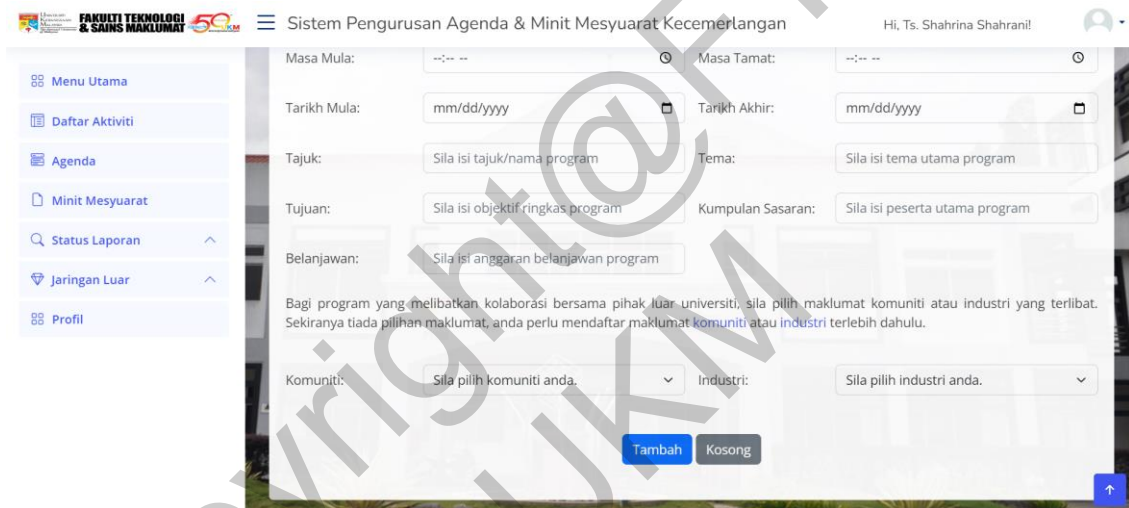 FAKULTI TEKNOLOGI
& SAINS MAKLUMAT
Sistem Pengurusan Agenda & Minit Mesyuarat Kecemerlangan
Hi, Ts. Shahrina Shahrani!
Menu Utama
Daftar Aktiviti
Agenda
Minit Mesyuarat
Status Laporan
Jaringan Luar
Profil
Masa Mula: --:-- -- Masa Tamat: --:-- --
Tarikh Mula: mm/dd/yyyy Tarikh Akhir: mm/dd/yyyy
Tajuk: Sila isi tajuk/nama program Tema: Sila isi tema utama program
Tujuan: Sila isi objektif ringkas program Kumpulan Sasaran: Sila isi peserta utama program
Belanjawan: Sila isi anggaran belanjawan program
Bagi program yang melibatkan kolaborasi bersama pihak luar universiti, sila pilih maklumat komuniti atau industri yang terlibat.
Sekiranya tiada pilihan maklumat, anda perlu mendaftar maklumat komuniti atau industri terlebih dahulu.
Komuniti: Sila pilih komuniti anda. Industri: Sila pilih industri anda.
Tambah Kosong